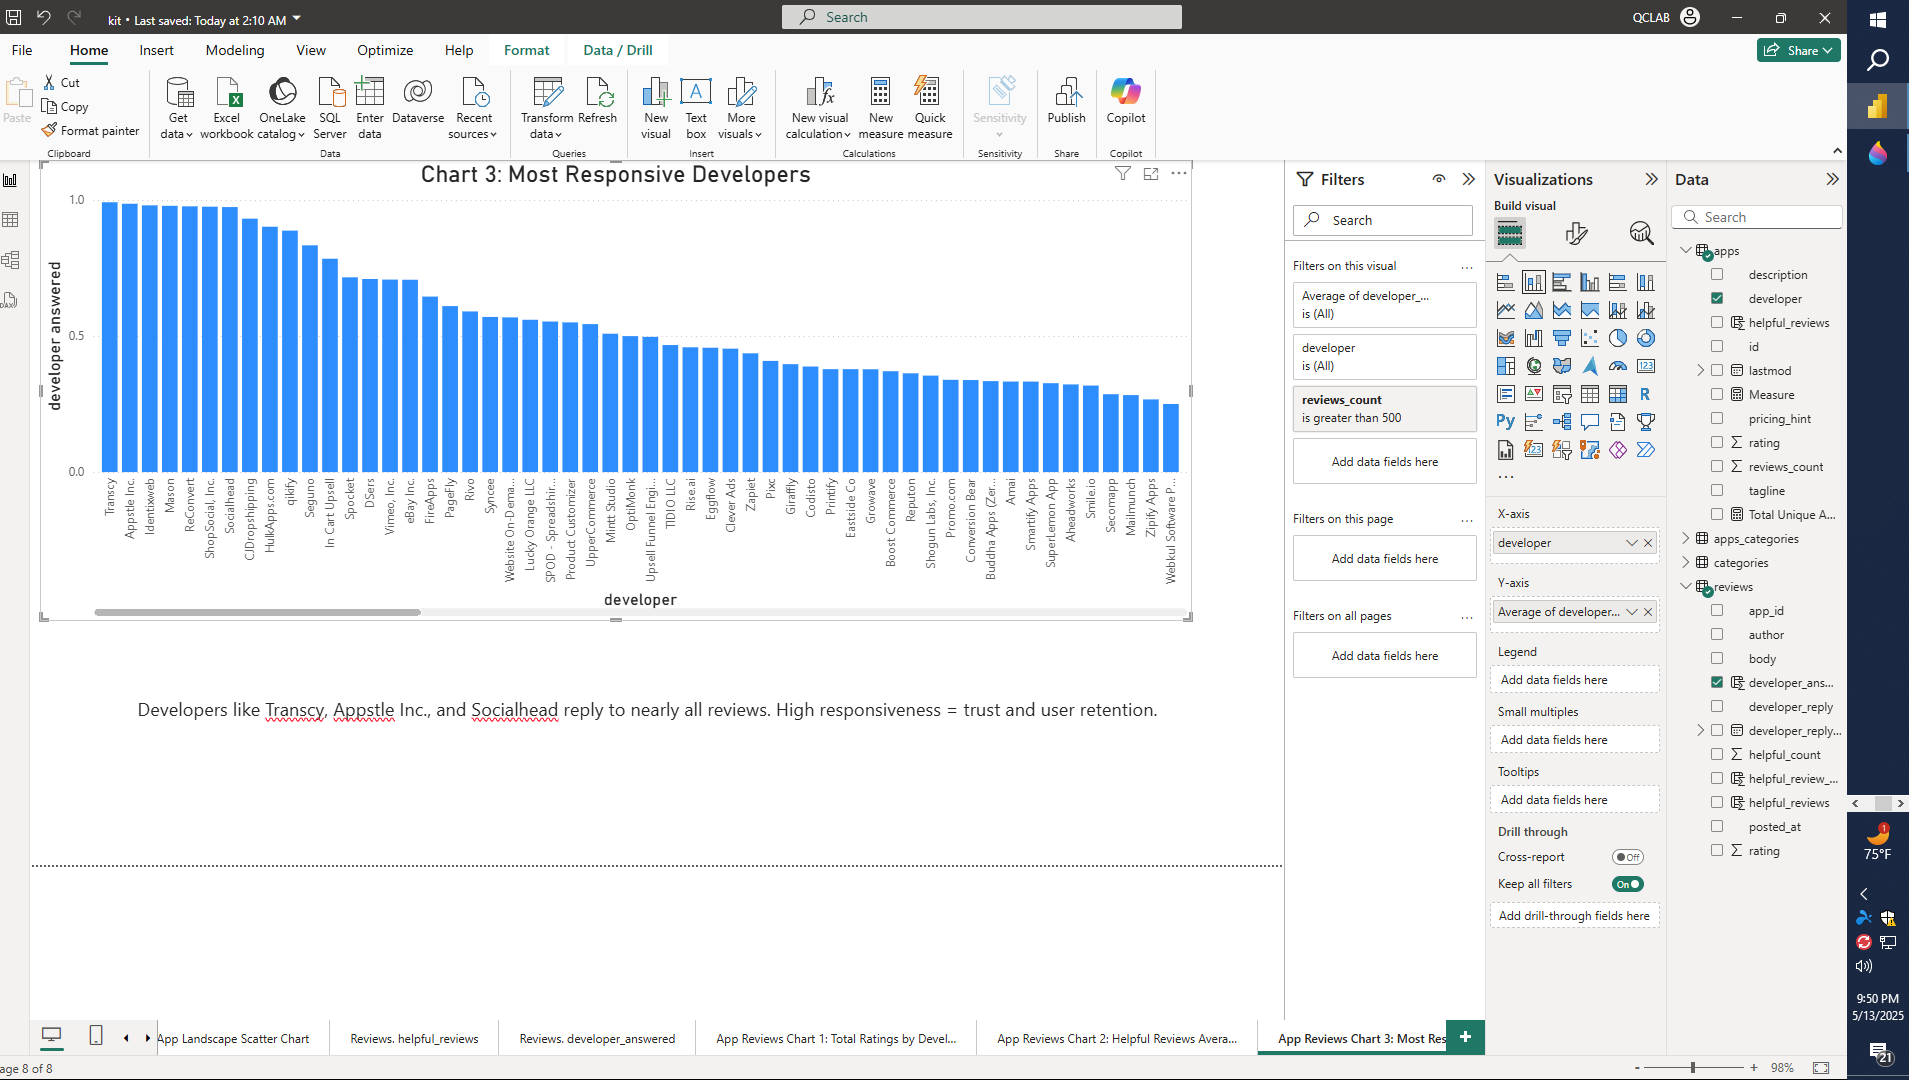 kit • Last saved: Today at 2:10 AM
Search
QCLAB
File
Home
Insert
Modeling
View
Optimize
Help
Format
Data / Drill
Share
Paste
Cut
Copy
Format painter
Clipboard
Get data
Excel workbook
OneLake catalog
SQL Server
Enter data
Dataverse
Recent sources
Data
Transform data
Refresh
Queries
New visual
Text box
More visuals
Insert
New visual calculation
New measure
Quick measure
Calculations
Sensitivity
Sensitivity
Publish
Share
Copilot
Copilot
Chart 3: Most Responsive Developers
developer answered
1.0
0.5
0.0
Transcy
Appstle Inc.
Identixweb
Mason
ReConvert
ShopSocial, Inc.
Socialhead
CJDropshipping
HulkApps.com
qikify
Seguno
In Cart Upsell
Spocket
DSers
Vimeo, Inc.
eBay Inc.
FireApps
PageFly
Rivo
Syncee
Website On-Dema...
Lucky Orange LLC
SPOD - Spreadshir...
Product Customizer
UpperCommerce
Mintt Studio
OptiMonk
Upsell Funnel Engi...
TIDIO LLC
Rise.ai
Eggflow
Clever Ads
Zapiet
Pixc
Giraffly
Codisto
Printify
Eastside Co
Growave
Boost Commerce
Reputon
Shogun Labs, Inc.
Promo.com
Conversion Bear
Buddha Apps (Zer...
Amai
Smartify Apps
SuperLemon App
Aheadworks
Smile.io
Secomapp
Mailmunch
Zipify Apps
Webkul Software P...
developer
Developers like Transcy, Appstle Inc., and Socialhead reply to nearly all reviews. High responsiveness = trust and user retention.
Filters
Search
Filters on this visual
...
Average of developer_...
is (All)
developer
is (All)
reviews_count
is greater than 500
Add data fields here
Filters on this page
...
Add data fields here
Filters on all pages
...
Add data fields here
Visualizations
Build visual
123
R
Py
123
...
X-axis
developer
Y-axis
Average of developer...
Legend
Add data fields here
Small multiples
Add data fields here
Tooltips
Add data fields here
Drill through
Cross-report
Off
Keep all filters
On
Add drill-through fields here
Data
Search
apps
description
developer
helpful_reviews
id
lastmod
Measure
pricing_hint
rating
reviews_count
tagline
Total Unique A...
apps_categories
categories
reviews
app_id
author
body
developer_ans...
developer_reply
developer_reply...
helpful_count
helpful_review_...
helpful_reviews
posted_at
rating
1
75°F
9:50 PM
5/13/2025
21
App Landscape Scatter Chart
Reviews. helpful_reviews
Reviews. developer_answered
App Reviews Chart 1: Total Ratings by Devel...
App Reviews Chart 2: Helpful Reviews Avera...
App Reviews Chart 3: Most Res
+
age 8 of 8
- + 98%